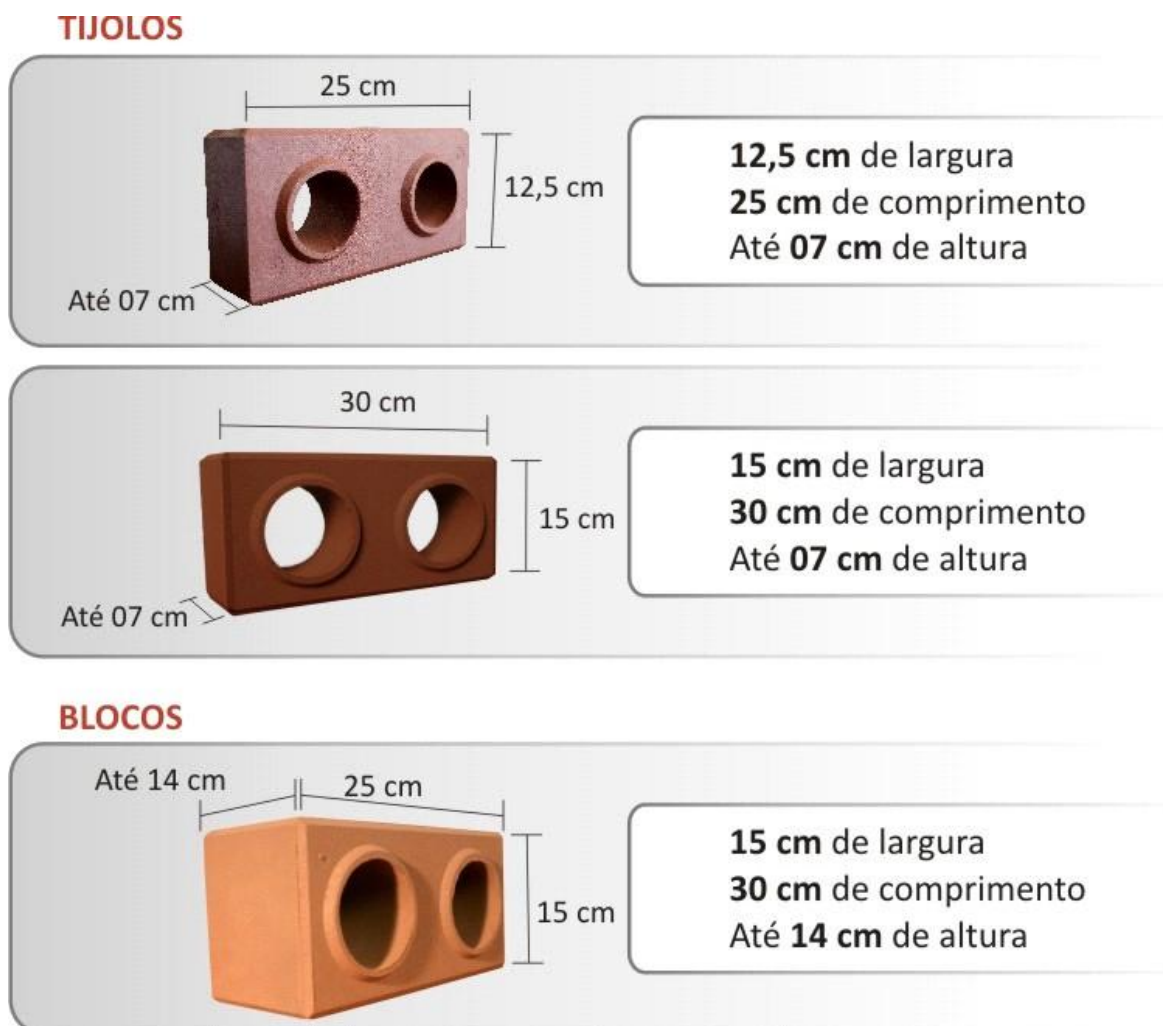 TIJOLOS
25 cm
12,5 cm
Até 07 cm
12,5 cm de largura
25 cm de comprimento
Até 07 cm de altura
30 cm
15 cm
Até 07 cm
15 cm de largura
30 cm de comprimento
Até 07 cm de altura
BLOCOS
Até 14 cm
25 cm
15 cm
15 cm de largura
30 cm de comprimento
Até 14 cm de altura